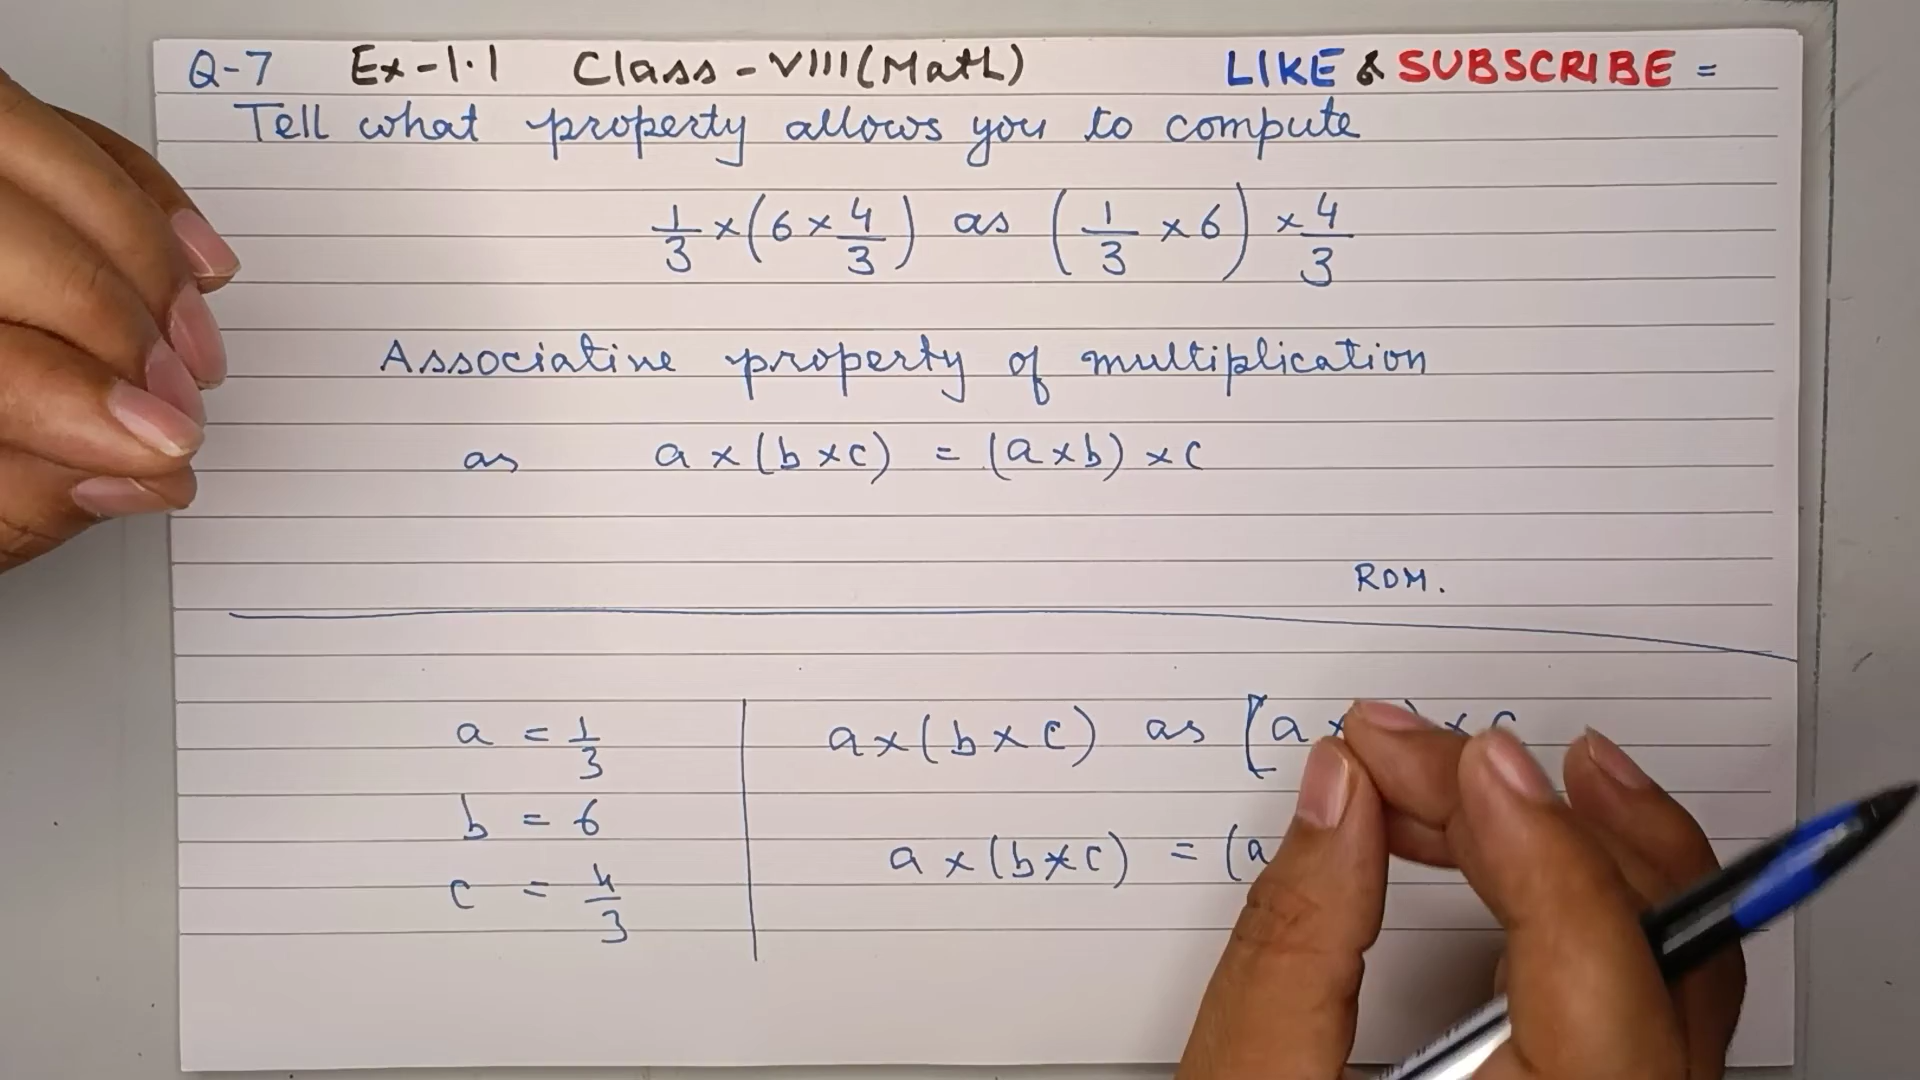 Q-7 Ex-1.1 Class-VIII(Math) LIKE & SUBSCRIBE =
Tell what property allows you to compute
1/3 × (6 × 4/3) as (1/3 × 6) × 4/3
Associative property of multiplication
as a × (b × c) = (a × b) × c
ROM.
a = 1/3
b = 6
c = 4/3
a × (b × c) as (a × ) × c
a × (b × c) = (a